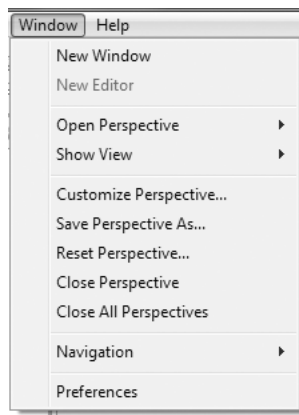 Window Help
New Window
New Editor
Open Perspective
Show View
Customize Perspective...
Save Perspective As...
Reset Perspective...
Close Perspective
Close All Perspectives
Navigation
Preferences